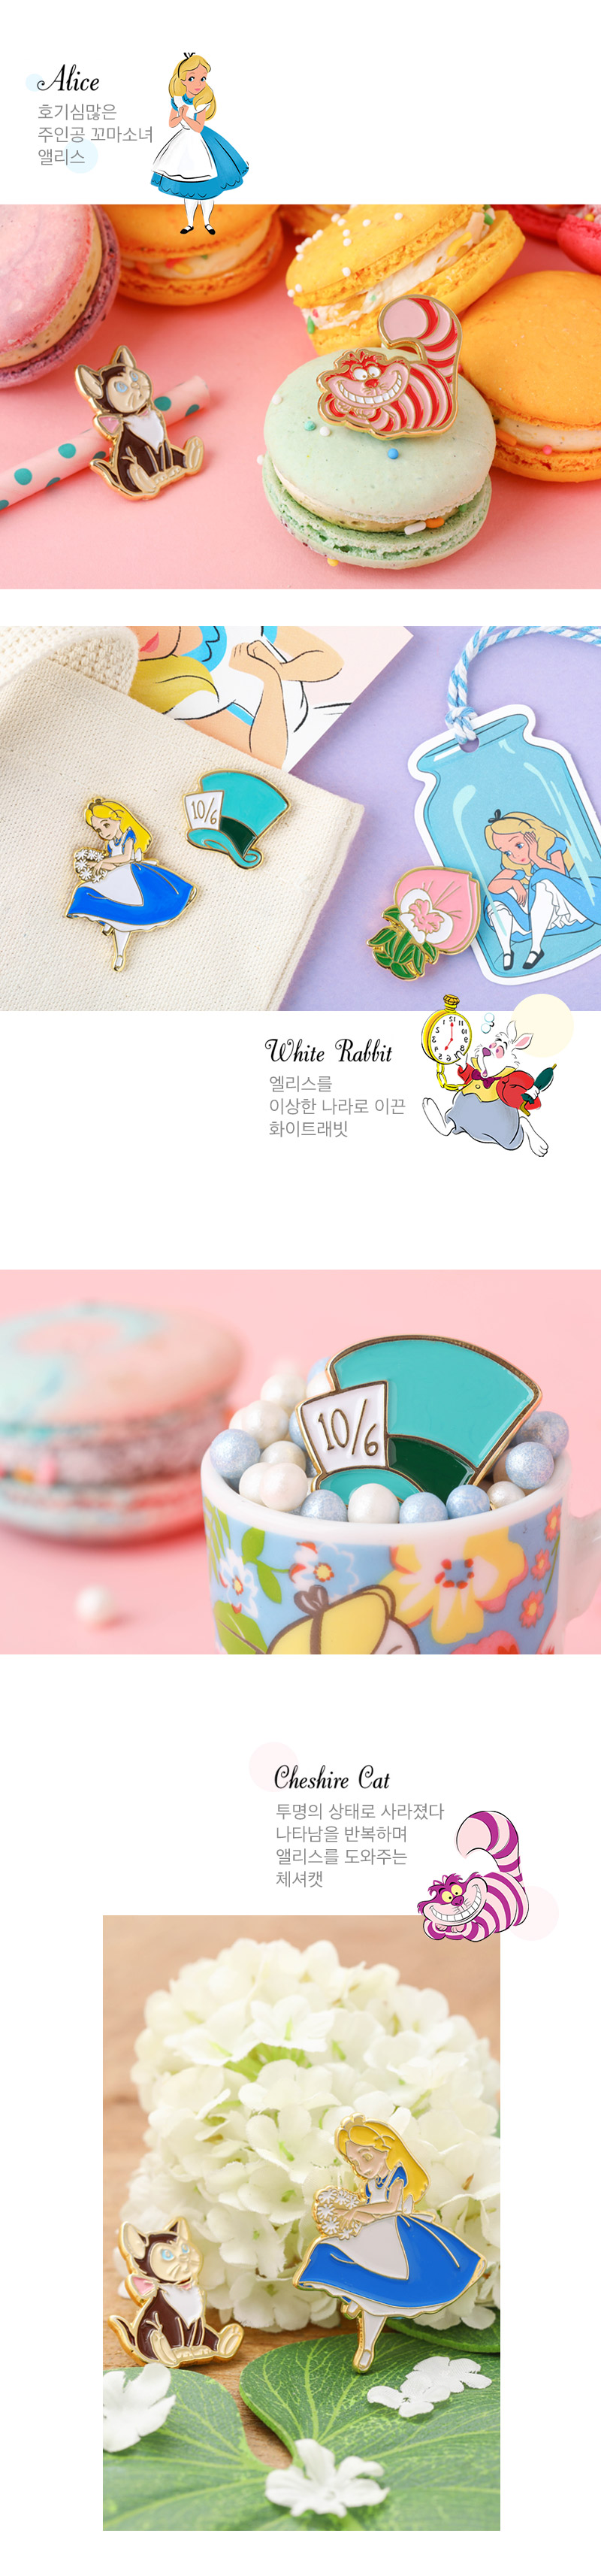 Alice
호기심많은
주인공 꼬마소녀
앨리스
10/6
White Rabbit
엘리스를
이상한 나라로 이끈
화이트래빗
10/6
Cheshire Cat
투명의 상태로 사라졌다
나타남을 반복하며
앨리스를 도와주는
체셔캣